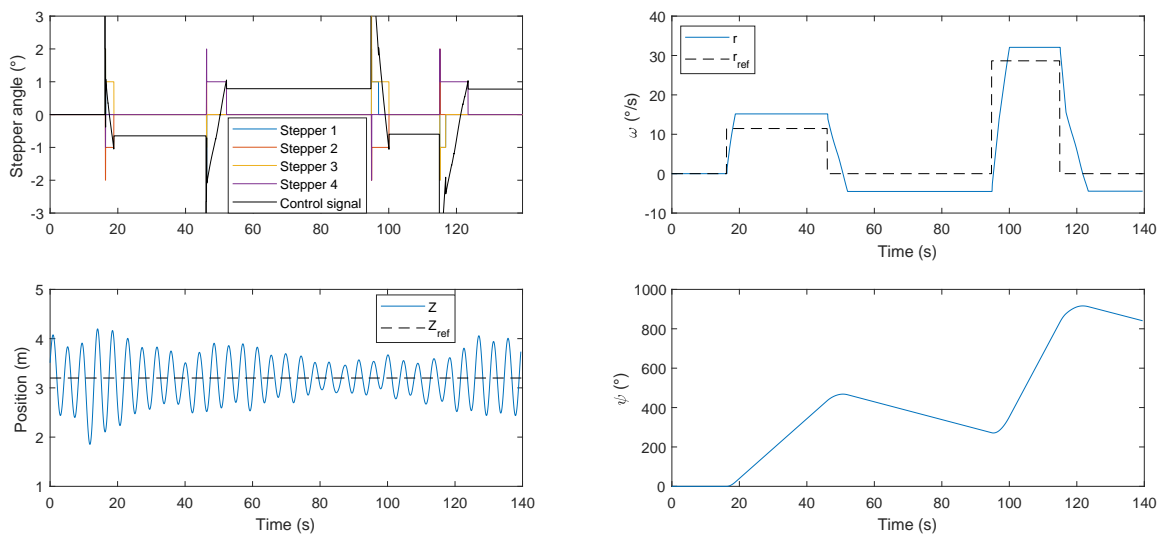 Stepper angle (°)
3
2
1
0
-1
-2
-3
0 20 40 60 80 100 120
Stepper 1
Stepper 2
Stepper 3
Stepper 4
Control signal
ω (°/s)
40
30
20
10
0
-10
0 20 40 60 80 100 120 140
Time (s)
r
r_ref
Position (m)
5
4
3
2
1
0 20 40 60 80 100 120 140
Time (s)
Z
Z_ref
ψ (°)
1000
800
600
400
200
0
0 20 40 60 80 100 120 140
Time (s)